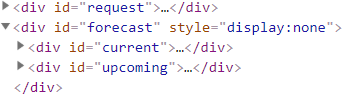 ▶<div id="request">…</div>
▼<div id="forecast" style="display:none">
▶<div id="current">…</div>
▶<div id="upcoming">…</div>
</div>